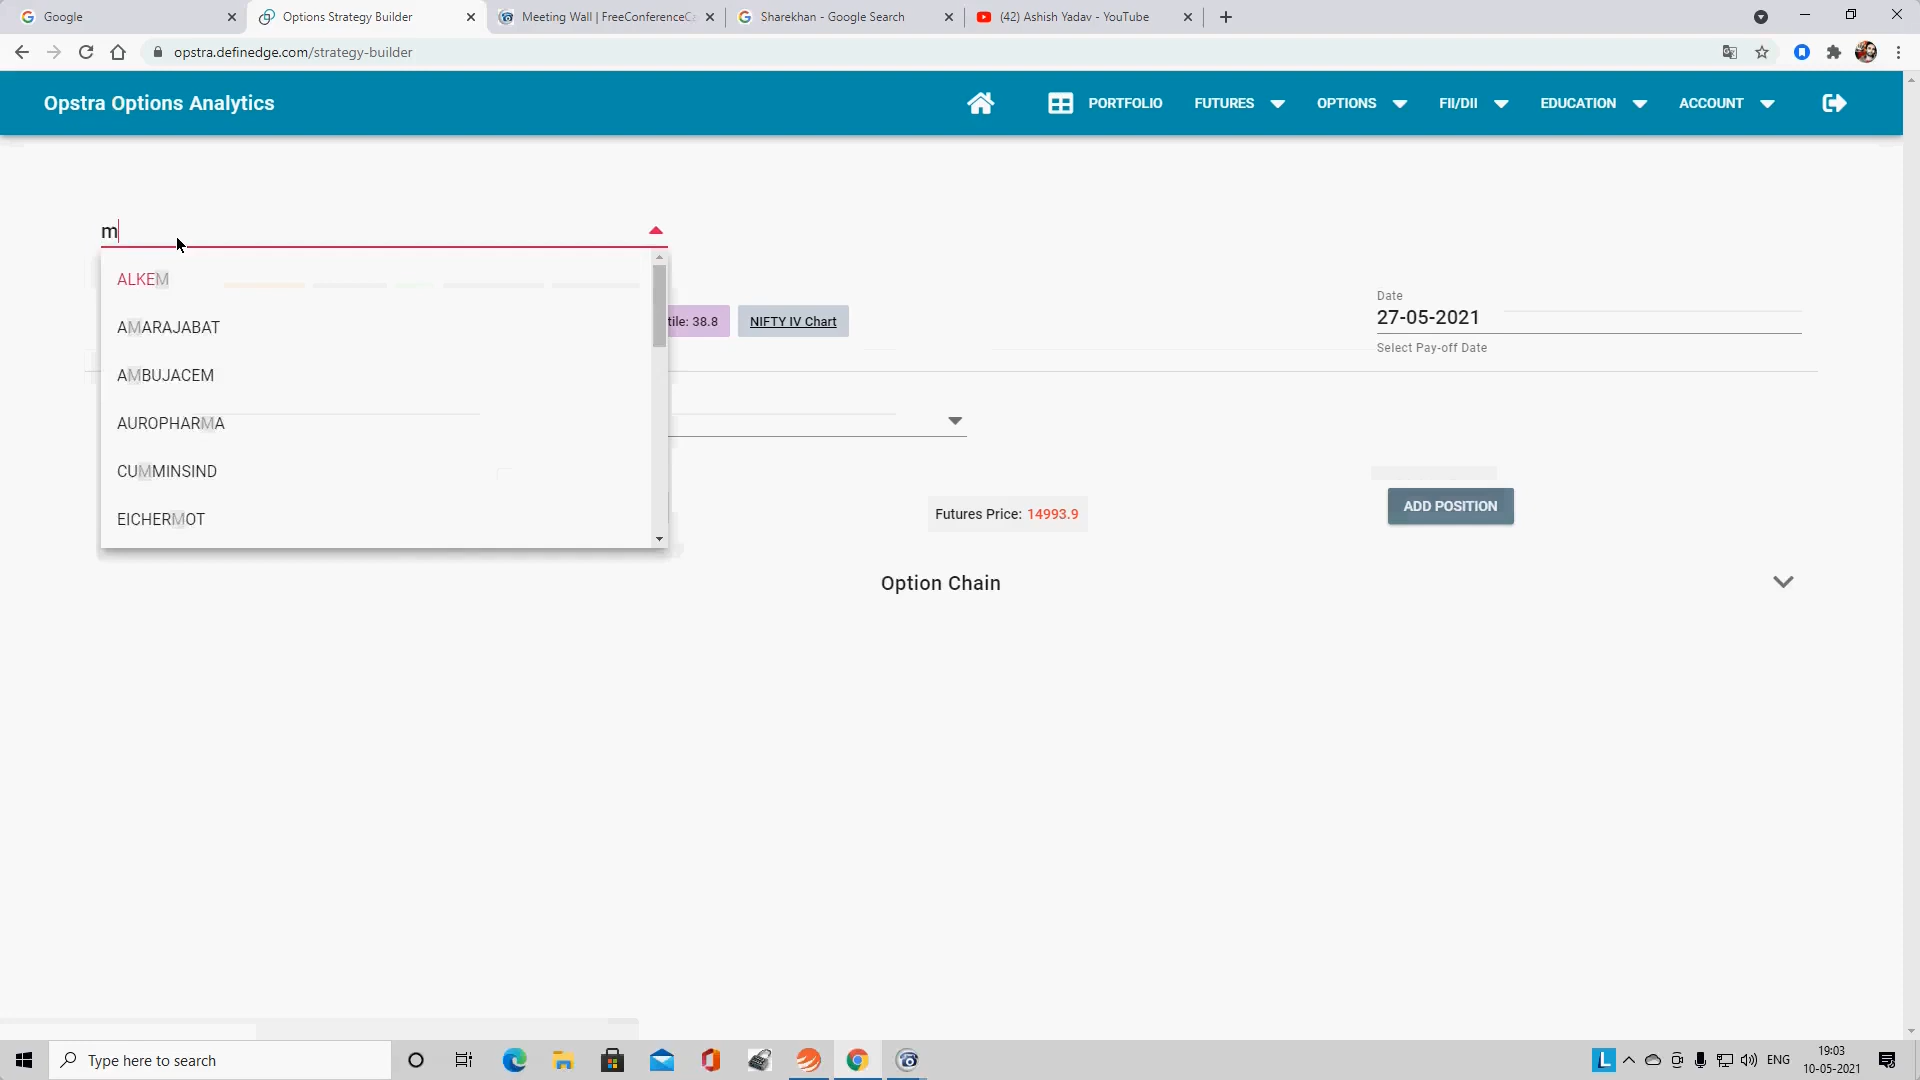 Google
Options Strategy Builder
Meeting Wall | FreeConferenceCa
Sharekhan - Google Search
(42) Ashish Yadav - YouTube
opstra.definedge.com/strategy-builder
Opstra Options Analytics
PORTFOLIO
FUTURES
OPTIONS
FII/DII
EDUCATION
ACCOUNT
m
ALKEM
AMARAJABAT
AMBUJACEM
AUROPHARMA
CUMMINSIND
EICHERMOT
tile: 38.8
NIFTY IV Chart
Date
27-05-2021
Select Pay-off Date
Futures Price: 14993.9
ADD POSITION
Option Chain
Type here to search
L
ENG
19:03
10-05-2021